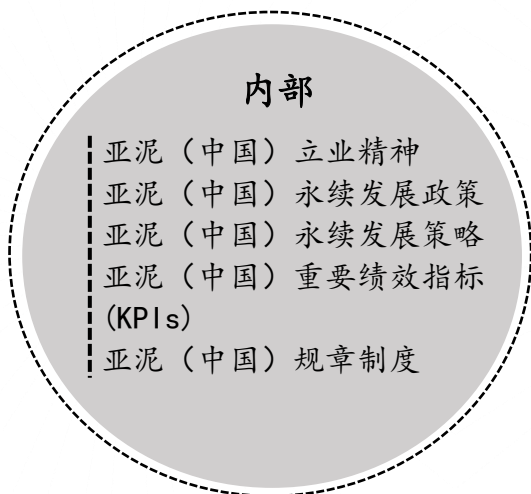 内部
亚泥（中国）立业精神
亚泥（中国）永续发展政策
亚泥（中国）永续发展策略
亚泥（中国）重要绩效指标
(KPIs)
亚泥（中国）规章制度